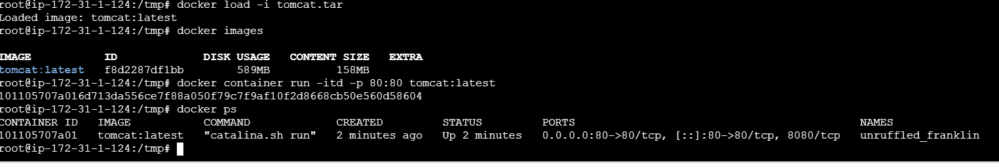 root@ip-172-31-1-124:/tmp# docker load -i tomcat.tar
Loaded image: tomcat:latest
root@ip-172-31-1-124:/tmp# docker images
IMAGE ID DISK USAGE CONTENT SIZE EXTRA
tomcat:latest f8d2287df1bb 589MB 158MB
root@ip-172-31-1-124:/tmp# docker container run -itd -p 80:80 tomcat:latest
101105707a016d713da556ce7f88a050f79c7f9af10f2d8668cb50e560d58604
root@ip-172-31-1-124:/tmp# docker ps
CONTAINER ID IMAGE COMMAND CREATED STATUS PORTS NAMES
101105707a01 tomcat:latest "catalina.sh run" 2 minutes ago Up 2 minutes 0.0.0.0:80->80/tcp, [::]:80->80/tcp, 8080/tcp unruffled_franklin
root@ip-172-31-1-124:/tmp#